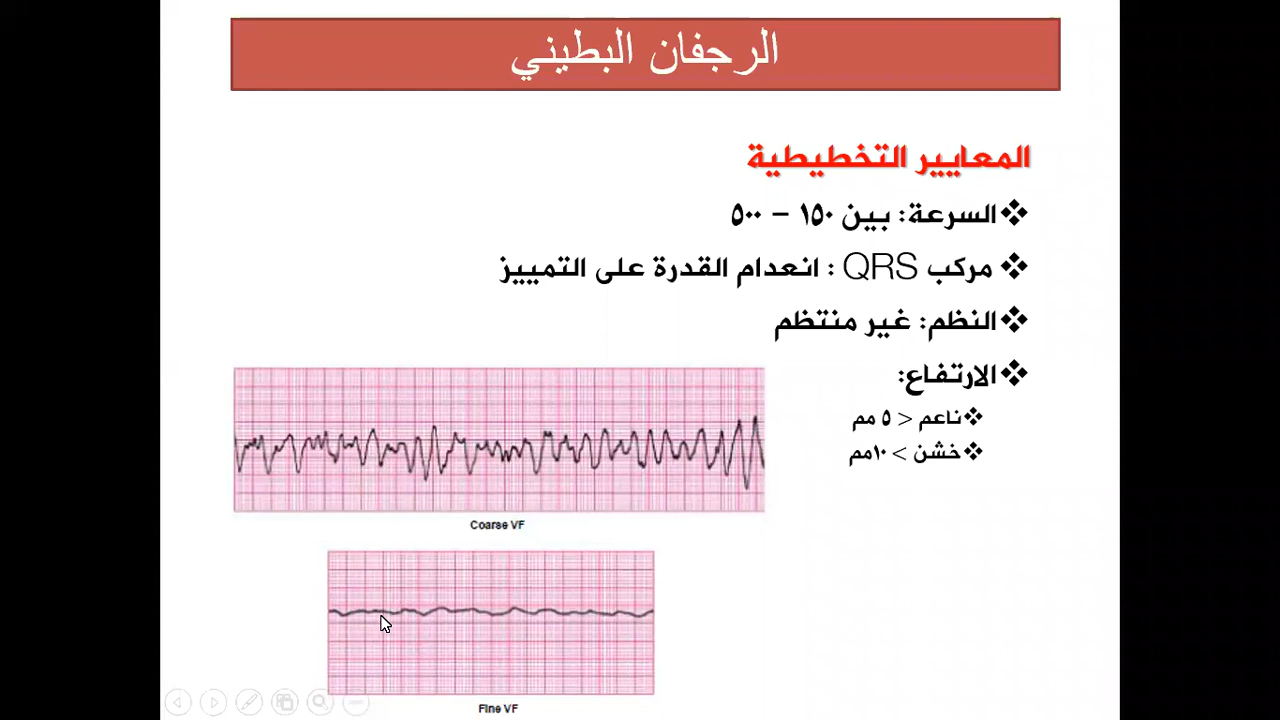 الرجفان البطيني
المعايير التخطيطية
❖السرعة: بين ١٥٠ – ٥٠٠
❖مركب QRS : انعدام القدرة على التمييز
❖النظم: غير منتظم
❖الارتفاع:
❖ناعم < ٥ مم
❖خشن > ١٠مم
Coarse VF
Fine VF